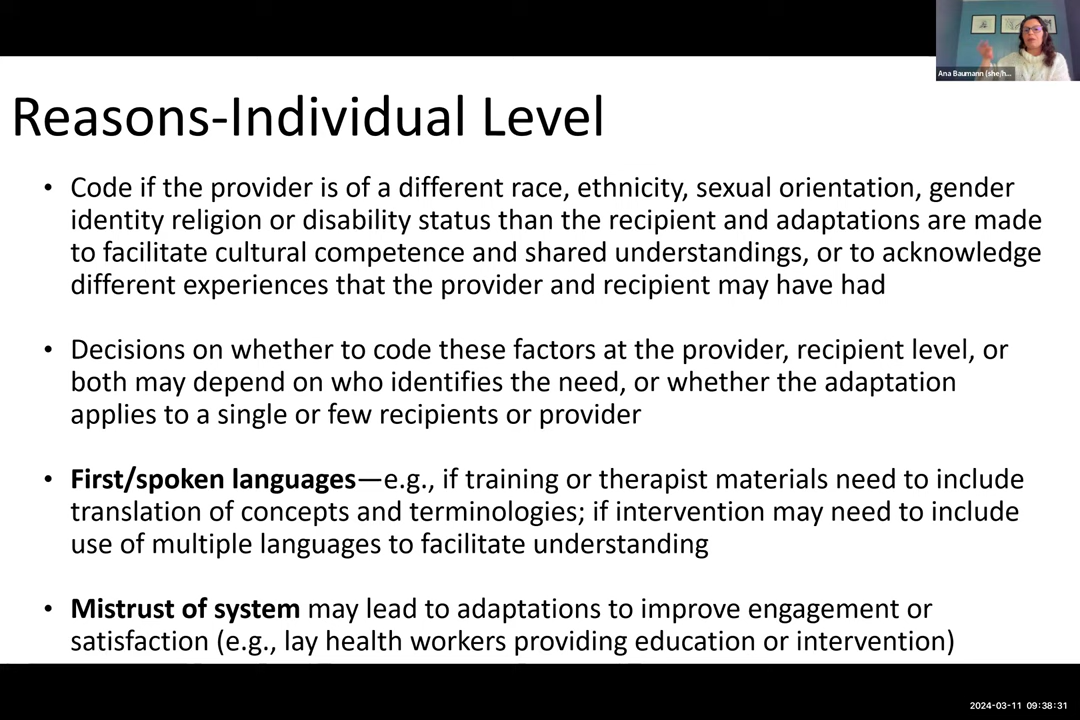 Ana Baumann (she/h...
Reasons-Individual Level
• Code if the provider is of a different race, ethnicity, sexual orientation, gender
identity religion or disability status than the recipient and adaptations are made
to facilitate cultural competence and shared understandings, or to acknowledge
different experiences that the provider and recipient may have had
• Decisions on whether to code these factors at the provider, recipient level, or
both may depend on who identifies the need, or whether the adaptation
applies to a single or few recipients or provider
• First/spoken languages—e.g., if training or therapist materials need to include
translation of concepts and terminologies; if intervention may need to include
use of multiple languages to facilitate understanding
• Mistrust of system may lead to adaptations to improve engagement or
satisfaction (e.g., lay health workers providing education or intervention)
2024-03-11 09:38:31